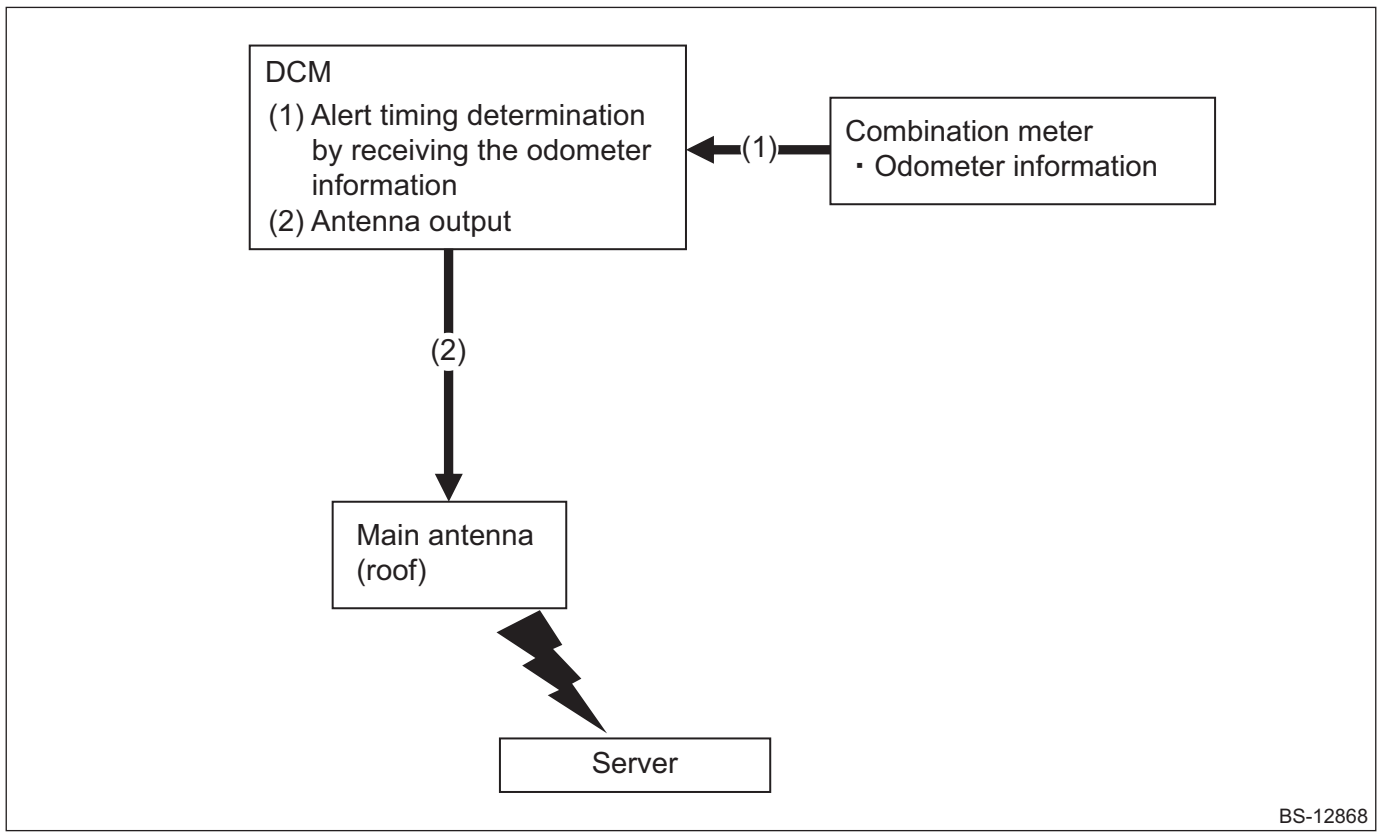 DCM
(1) Alert timing determination
by receiving the odometer
information
(2) Antenna output
(1)
Combination meter
・Odometer information
(2)
Main antenna
(roof)
Server
BS-12868